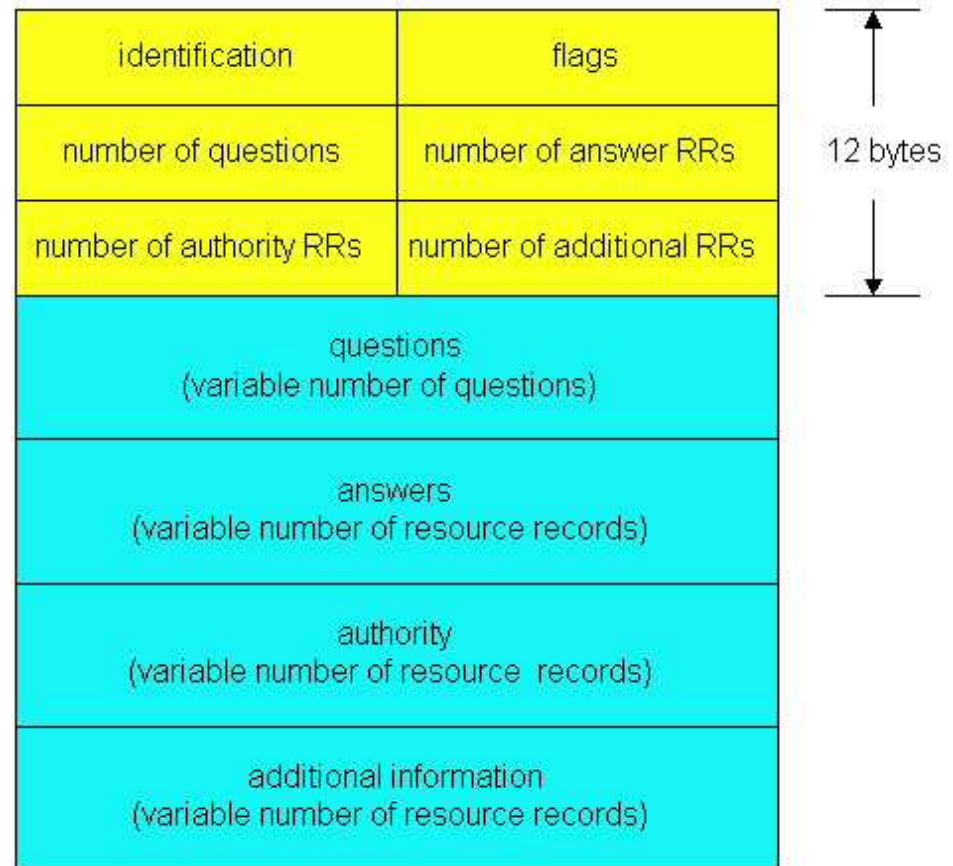 identification
flags
number of questions
number of answer RRs
12 bytes
number of authority RRs
number of additional RRs
questions
(variable number of questions)
answers
(variable number of resource records)
authority
(variable number of resource records)
additional information
(variable number of resource records)